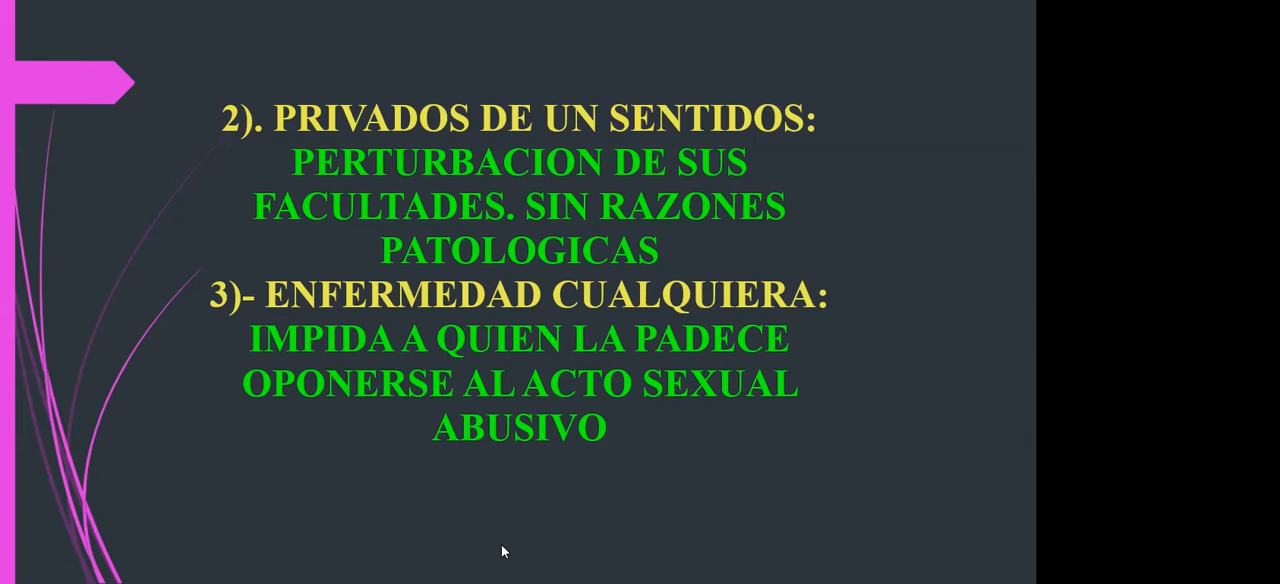 2). PRIVADOS DE UN SENTIDOS:
PERTURBACION DE SUS
FACULTADES. SIN RAZONES
PATOLOGICAS
3)- ENFERMEDAD CUALQUIERA:
IMPIDA A QUIEN LA PADECE
OPONERSE AL ACTO SEXUAL
ABUSIVO